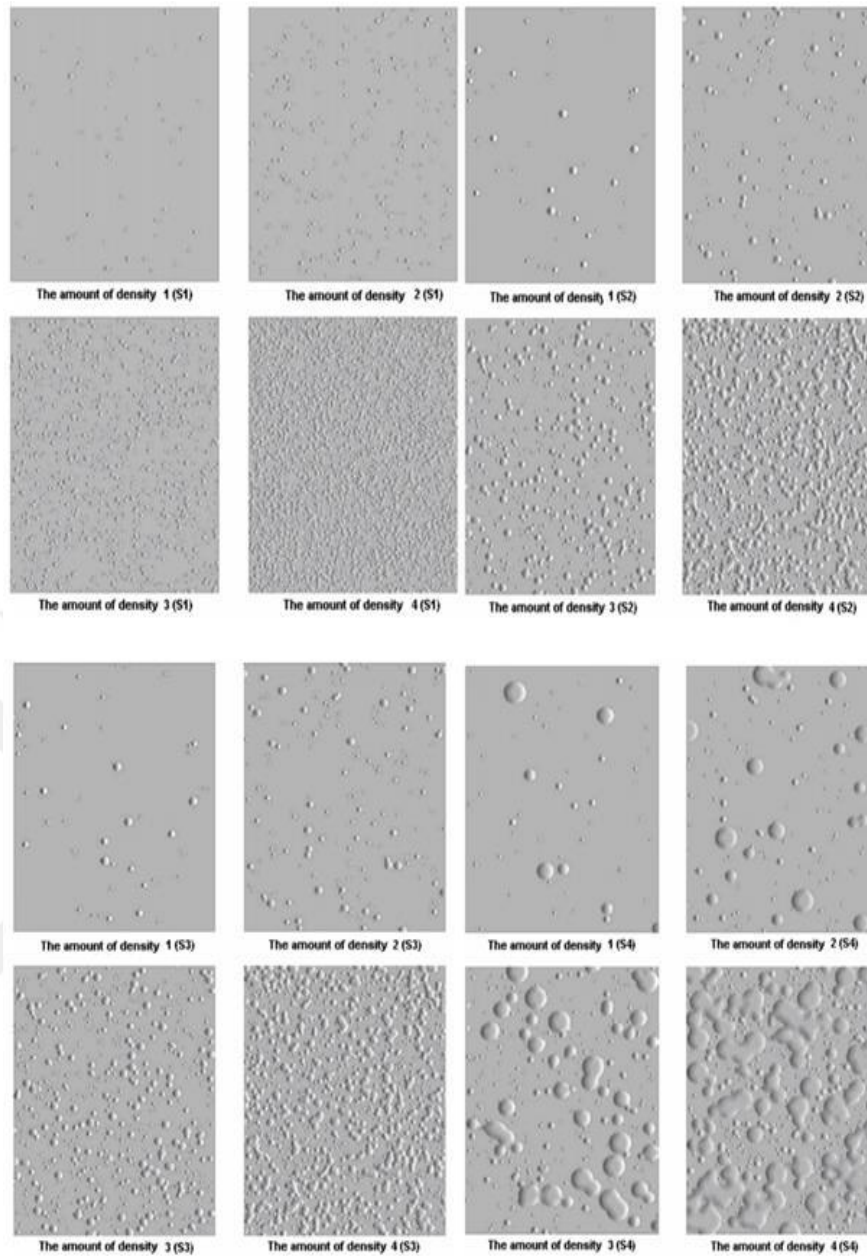 The amount of density 1 (S1)
The amount of density 2 (S1)
The amount of density 1 (S2)
The amount of density 2 (S2)
The amount of density 3 (S1)
The amount of density 4 (S1)
The amount of density 3 (S2)
The amount of density 4 (S2)
The amount of density 1 (S3)
The amount of density 2 (S3)
The amount of density 1 (S4)
The amount of density 2 (S4)
The amount of density 3 (S3)
The amount of density 4 (S3)
The amount of density 3 (S4)
The amount of density 4 (S4)